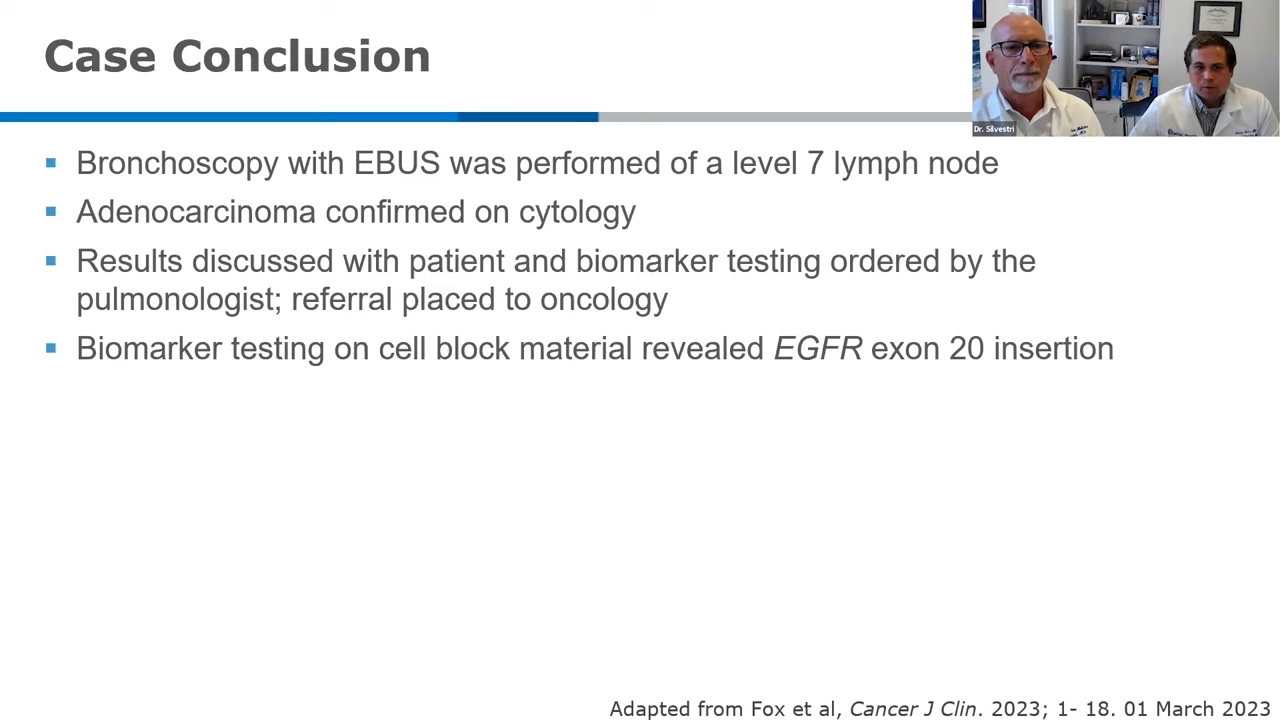 Case Conclusion
Dr. Silvestri
Bronchoscopy with EBUS was performed of a level 7 lymph node
Adenocarcinoma confirmed on cytology
Results discussed with patient and biomarker testing ordered by the
pulmonologist; referral placed to oncology
Biomarker testing on cell block material revealed EGFR exon 20 insertion
Adapted from Fox et al, Cancer J Clin. 2023; 1- 18. 01 March 2023